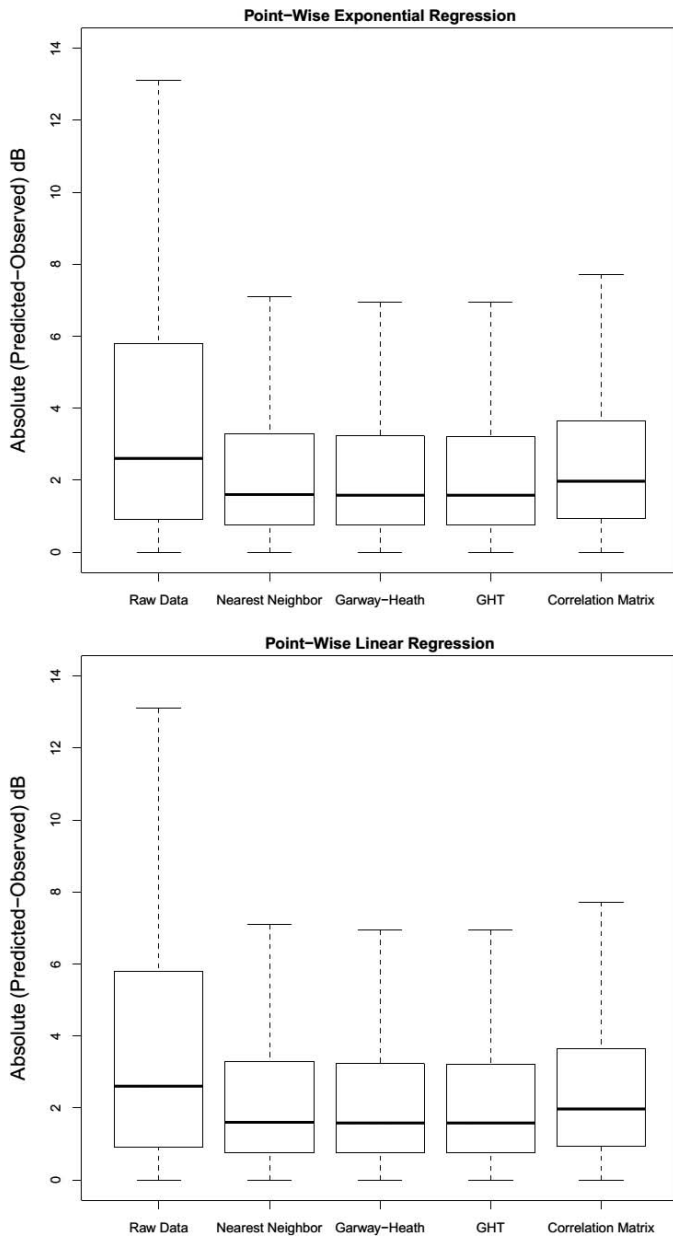 Point−Wise Exponential Regression
Absolute (Predicted−Observed) dB
14
12
10
8
6
4
2
0
Raw Data Nearest Neighbor Garway−Heath GHT Correlation Matrix
Point−Wise Linear Regression
Absolute (Predicted−Observed) dB
14
12
10
8
6
4
2
0
Raw Data Nearest Neighbor Garway−Heath GHT Correlation Matrix